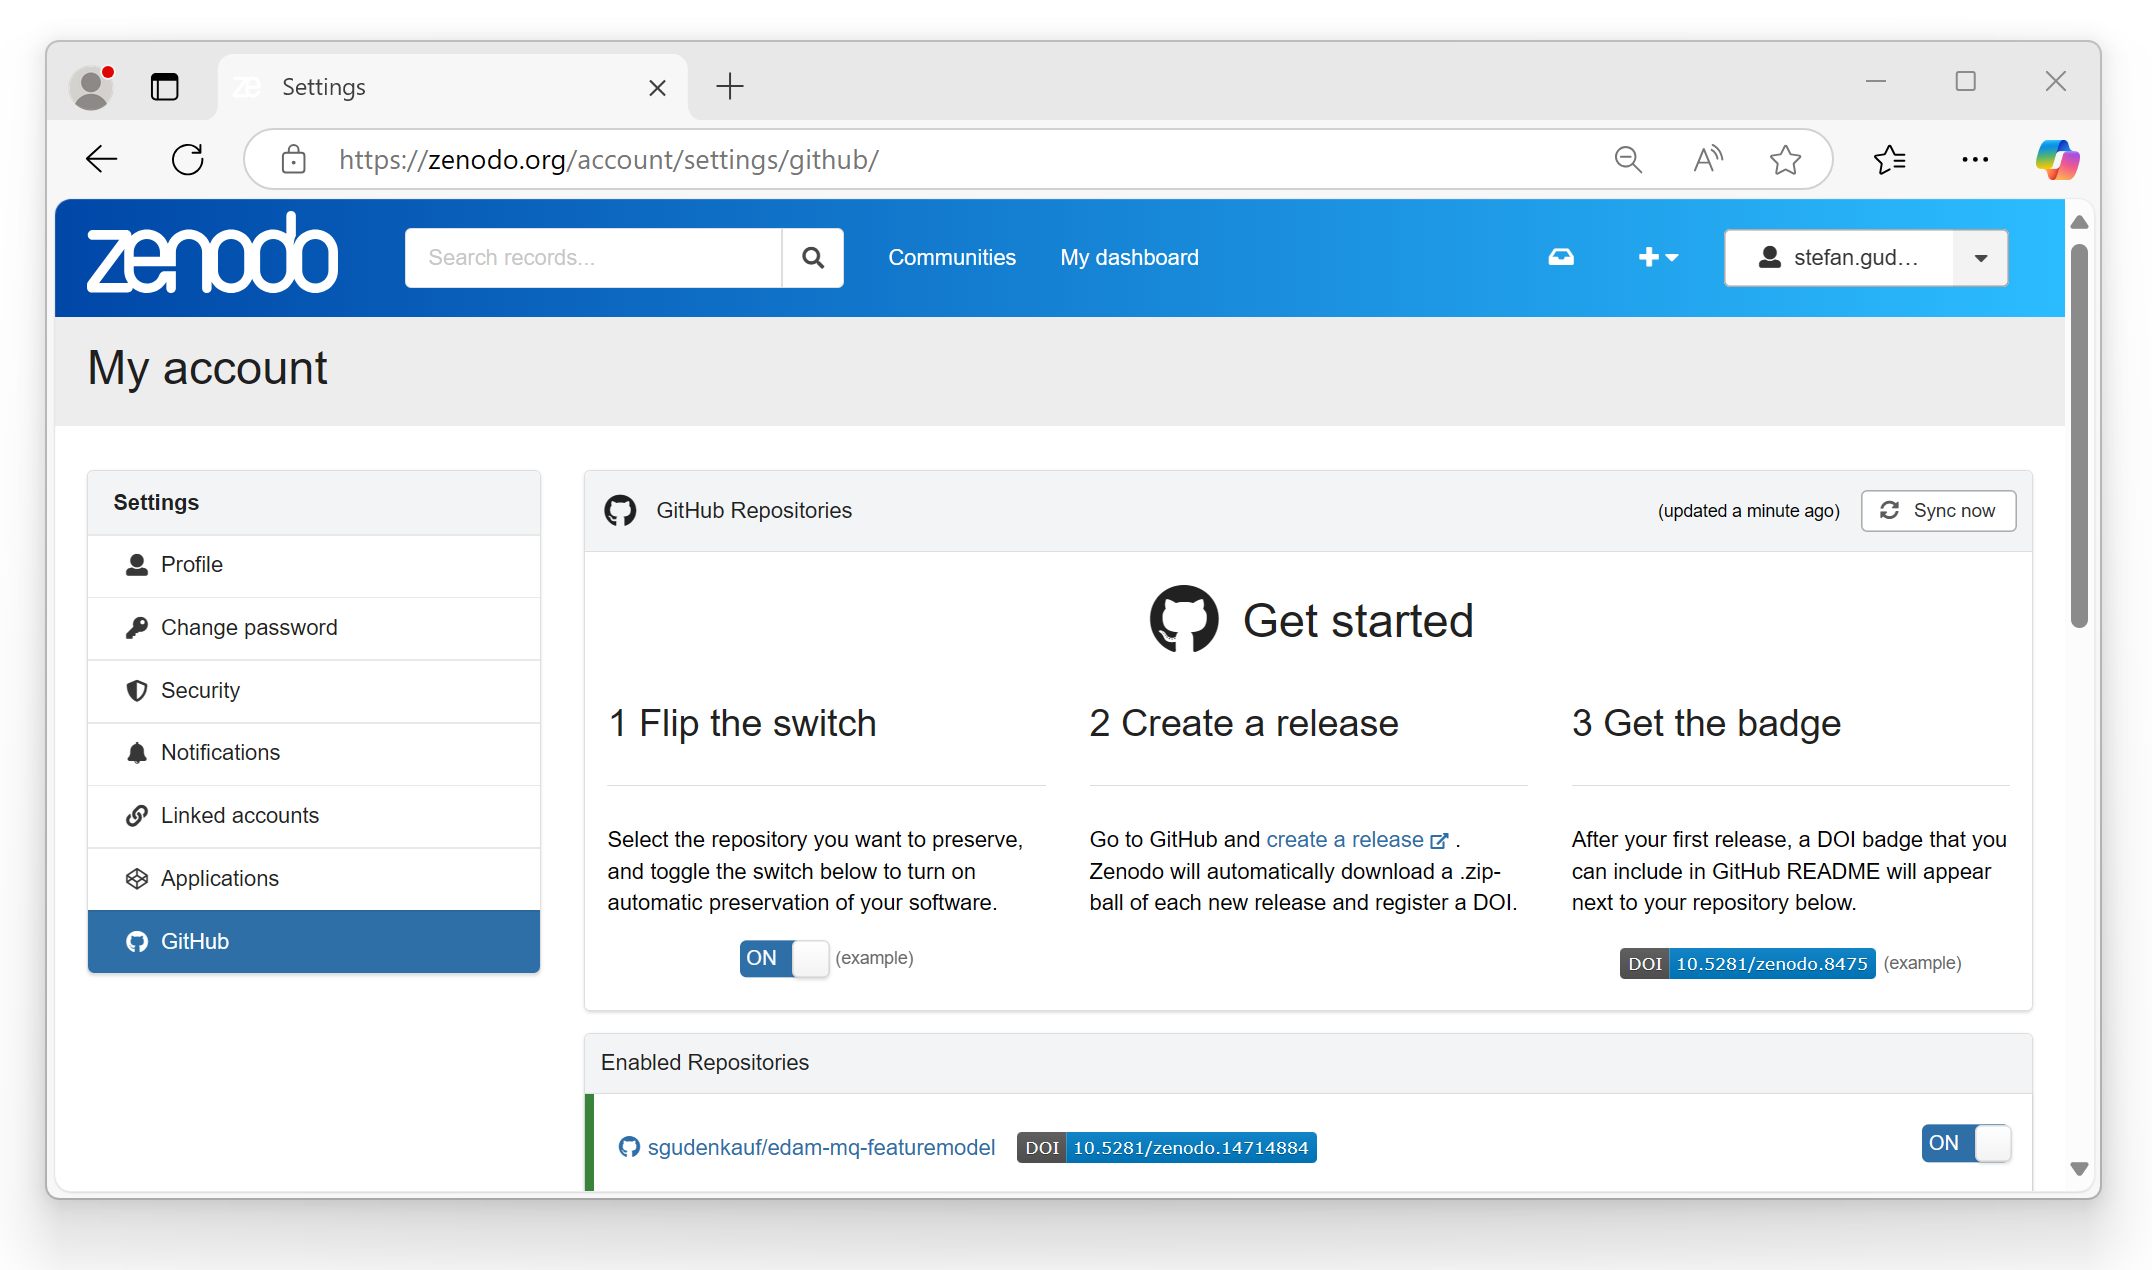 Settings
https://zenodo.org/account/settings/github/
zenodo
Search records...
Communities
My dashboard
stefan.gud...
My account
Settings
Profile
Change password
Security
Notifications
Linked accounts
Applications
GitHub
GitHub Repositories
(updated a minute ago)
Sync now
Get started
1 Flip the switch
Select the repository you want to preserve,
and toggle the switch below to turn on
automatic preservation of your software.
ON
(example)
2 Create a release
Go to GitHub and create a release .
Zenodo will automatically download a .zip-
ball of each new release and register a DOI.
3 Get the badge
After your first release, a DOI badge that you
can include in GitHub README will appear
next to your repository below.
DOI 10.5281/zenodo.8475 (example)
Enabled Repositories
sgudenkauf/edam-mq-featuremodel
DOI 10.5281/zenodo.14714884
ON